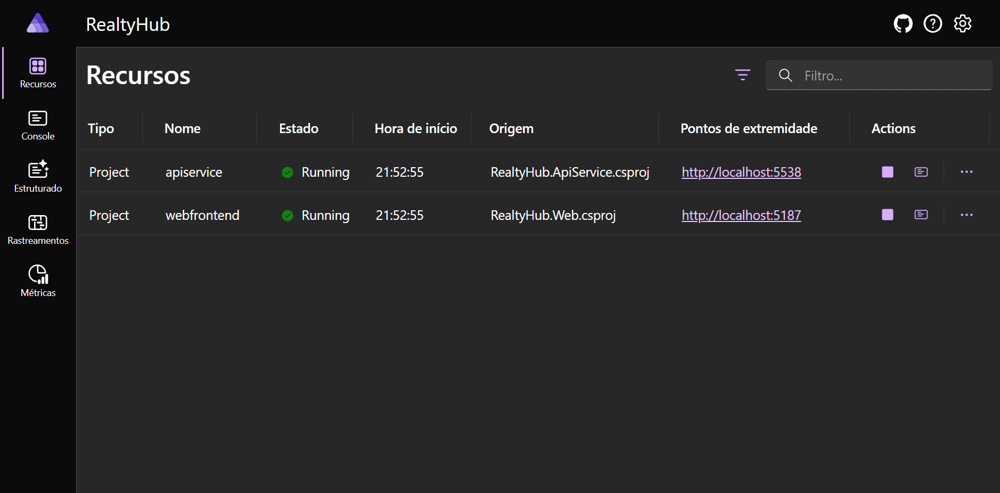 RealtyHub
Recursos
Console
Estruturado
Rastreamentos
Métricas
Recursos
Filtro...
Tipo Nome Estado Hora de início Origem Pontos de extremidade Actions
Project apiservice Running 21:52:55 RealtyHub.ApiService.csproj http://localhost:5538
Project webfrontend Running 21:52:55 RealtyHub.Web.csproj http://localhost:5187